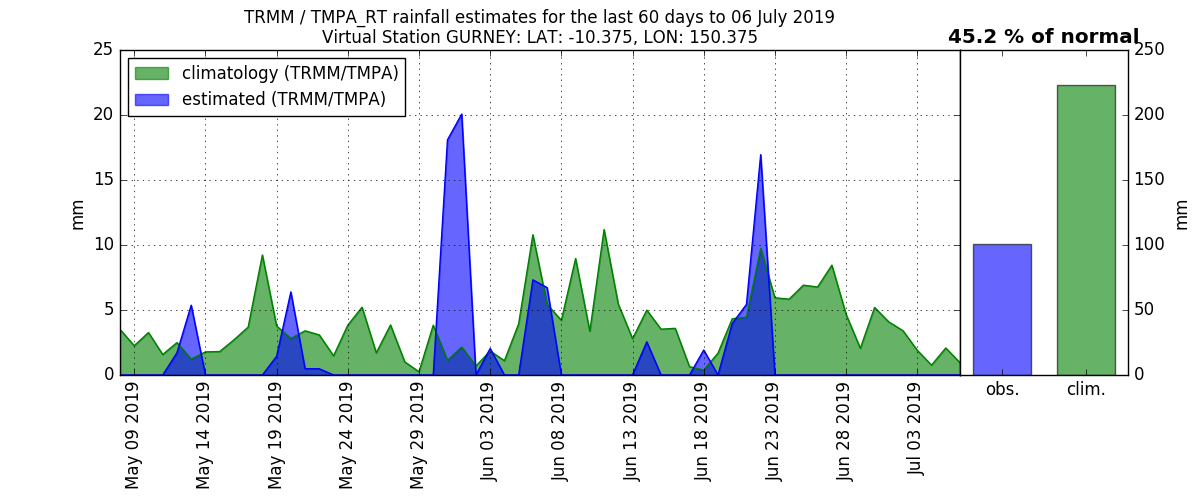 TRMM / TMPA_RT rainfall estimates for the last 60 days to 06 July 2019
Virtual Station GURNEY: LAT: -10.375, LON: 150.375
45.2 % of normal
climatology (TRMM/TMPA)
estimated (TRMM/TMPA)
25
20
15
10
5
0
mm
May 09 2019
May 14 2019
May 19 2019
May 24 2019
May 29 2019
Jun 03 2019
Jun 08 2019
Jun 13 2019
Jun 18 2019
Jun 23 2019
Jun 28 2019
Jul 03 2019
250
200
150
100
50
0
mm
obs.
clim.